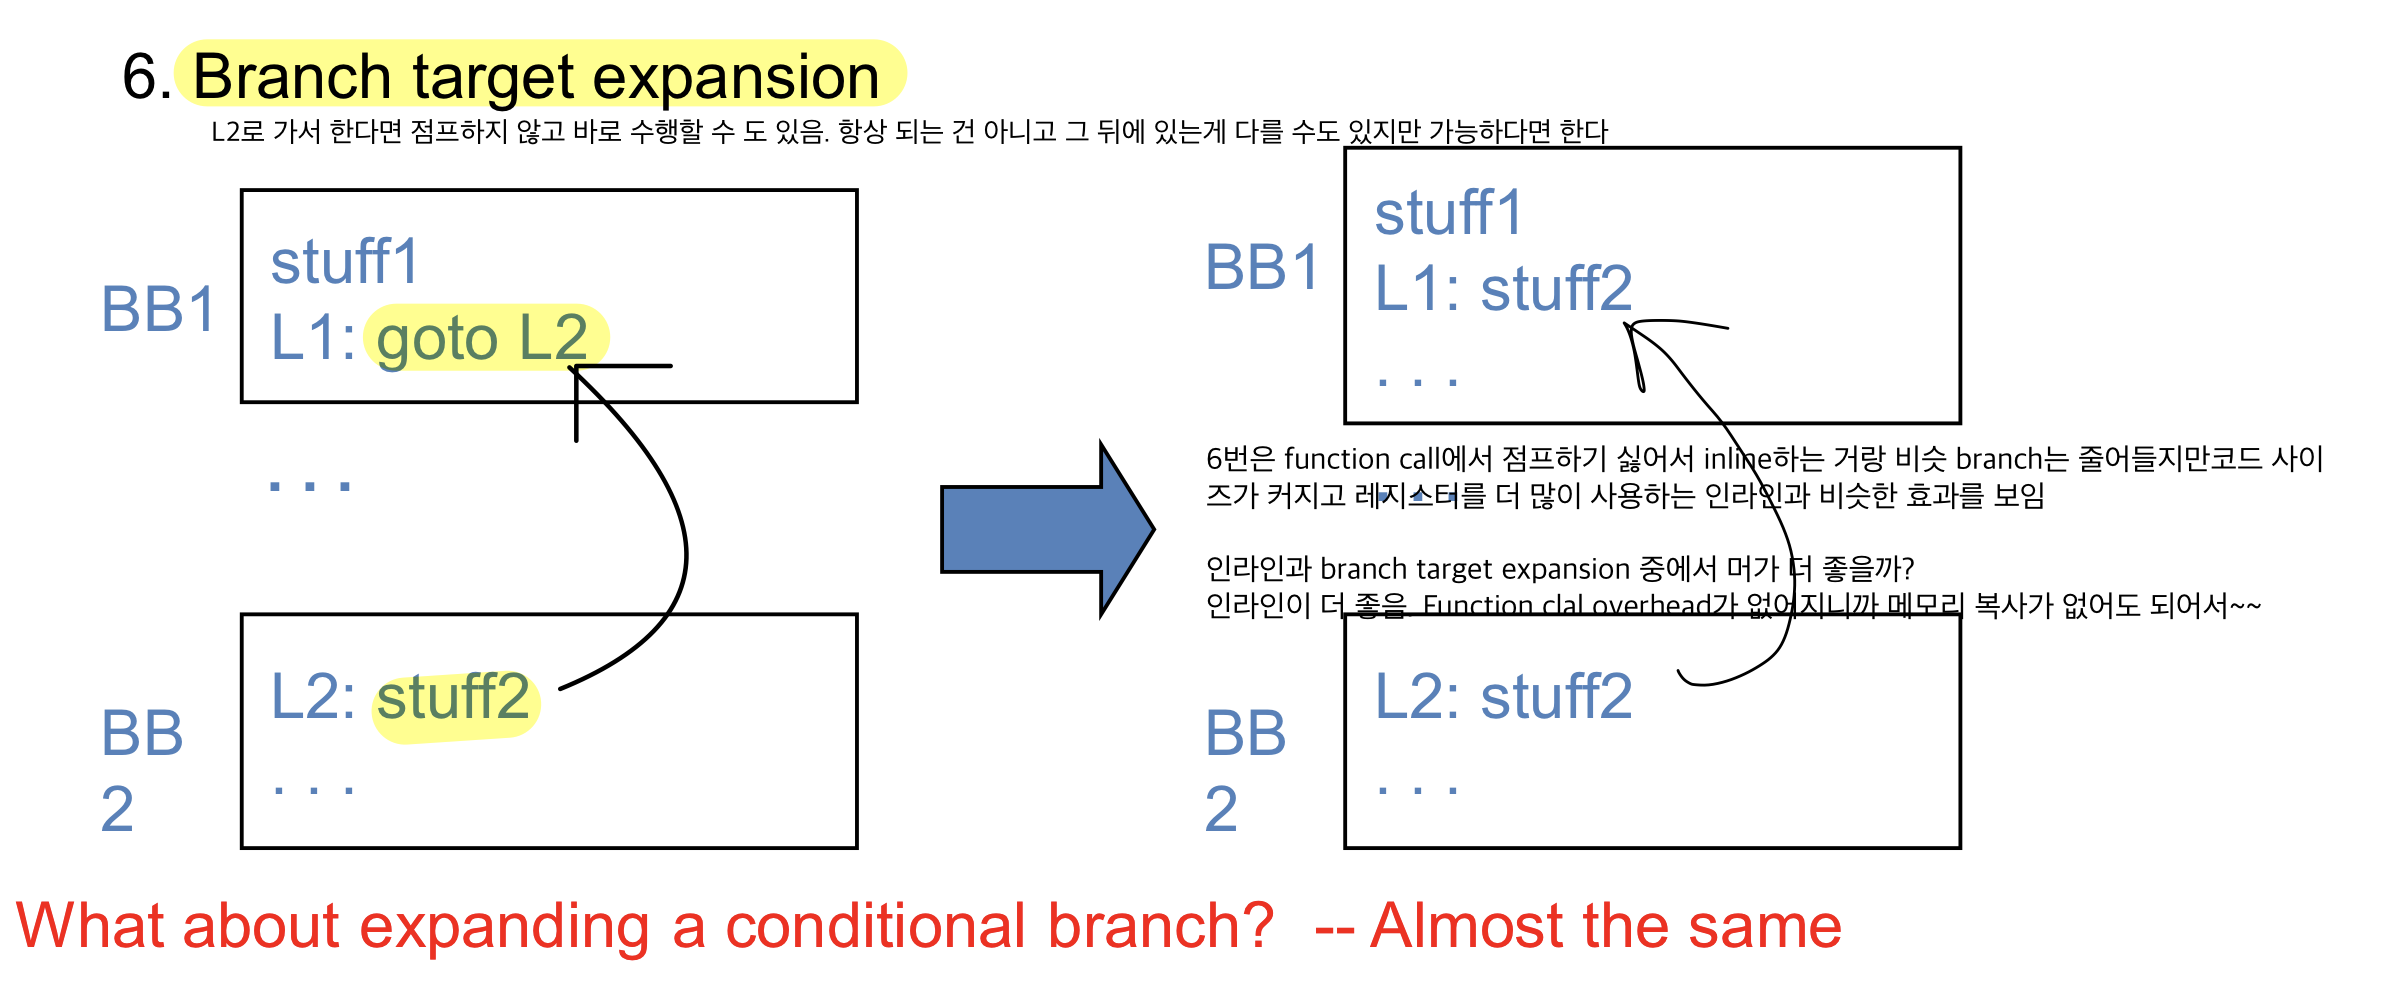 6. Branch target expansion
L2로 가서 한다면 점프하지 않고 바로 수행할 수 도 있음. 항상 되는 건 아니고 그 뒤에 있는게 다를 수도 있지만 가능하다면 한다
BB1
stuff1
L1: goto L2
. . .
BB
2
L2: stuff2
. . .
BB1
stuff1
L1: stuff2
. . .
6번은 function call에서 점프하기 싫어서 inline하는 거랑 비슷 branch는 줄어들지만코드 사이
즈가 커지고 레지스터를 더 많이 사용하는 인라인과 비슷한 효과를 보임
. . .
인라인과 branch target expansion 중에서 머가 더 좋을까?
인라인이 더 좋음. Function clal overhead가 없어지니까 메모리 복사가 없어도 되어서~~
BB
2
L2: stuff2
. . .
What about expanding a conditional branch? -- Almost the same